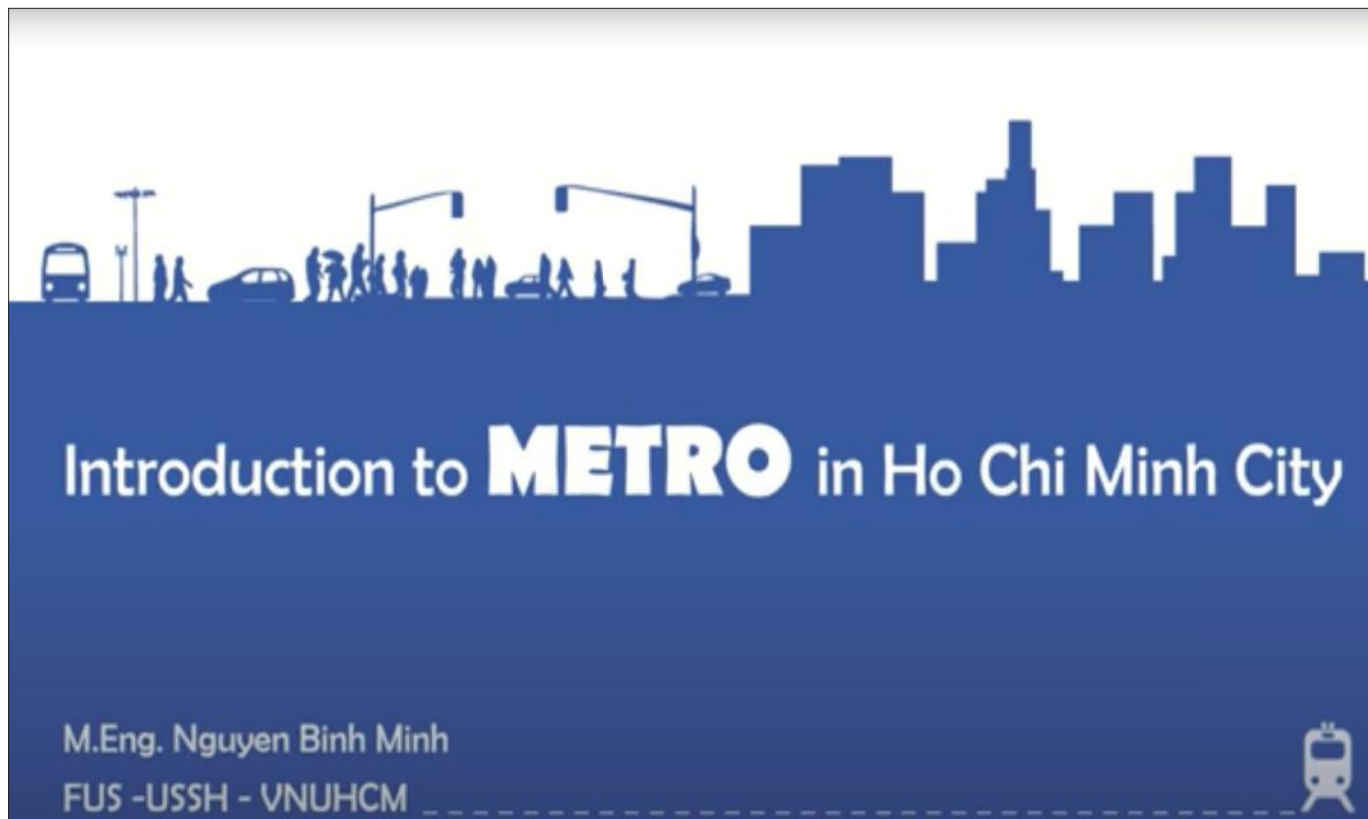 Introduction to METRO in Ho Chi Minh City
M.Eng. Nguyen Binh Minh
FUS -USSH - VNUHCM